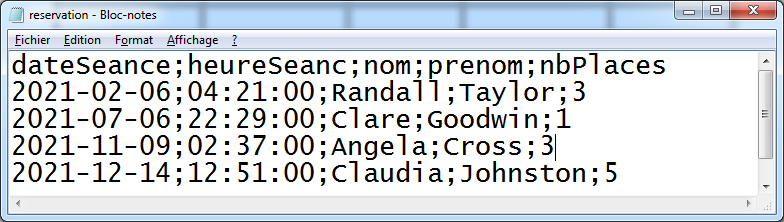 reservation - Bloc-notes
Fichier Edition Format Affichage ?
dateSeance;heureSeanc;nom;prenom;nbPlaces
2021-02-06;04:21:00;Randall;Taylor;3
2021-07-06;22:29:00;Clare;Goodwin;1
2021-11-09;02:37:00;Angela;Cross;3
2021-12-14;12:51:00;Claudia;Johnston;5